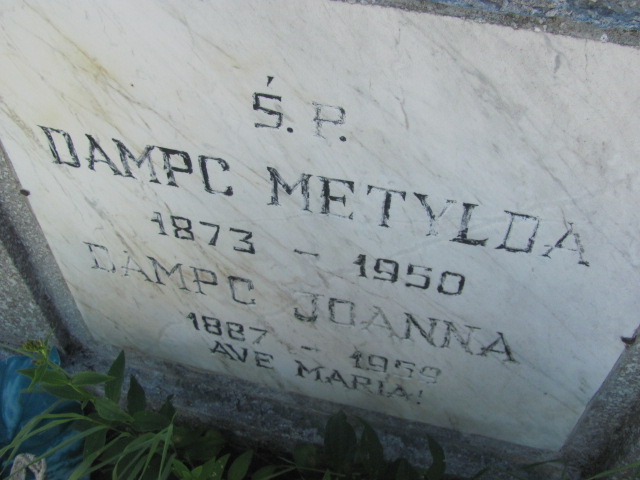 Ś. P.
DAMPC METYLDA
1873 – 1950
DAMPC JOANNA
1887 – 1959
AVE MARIA!